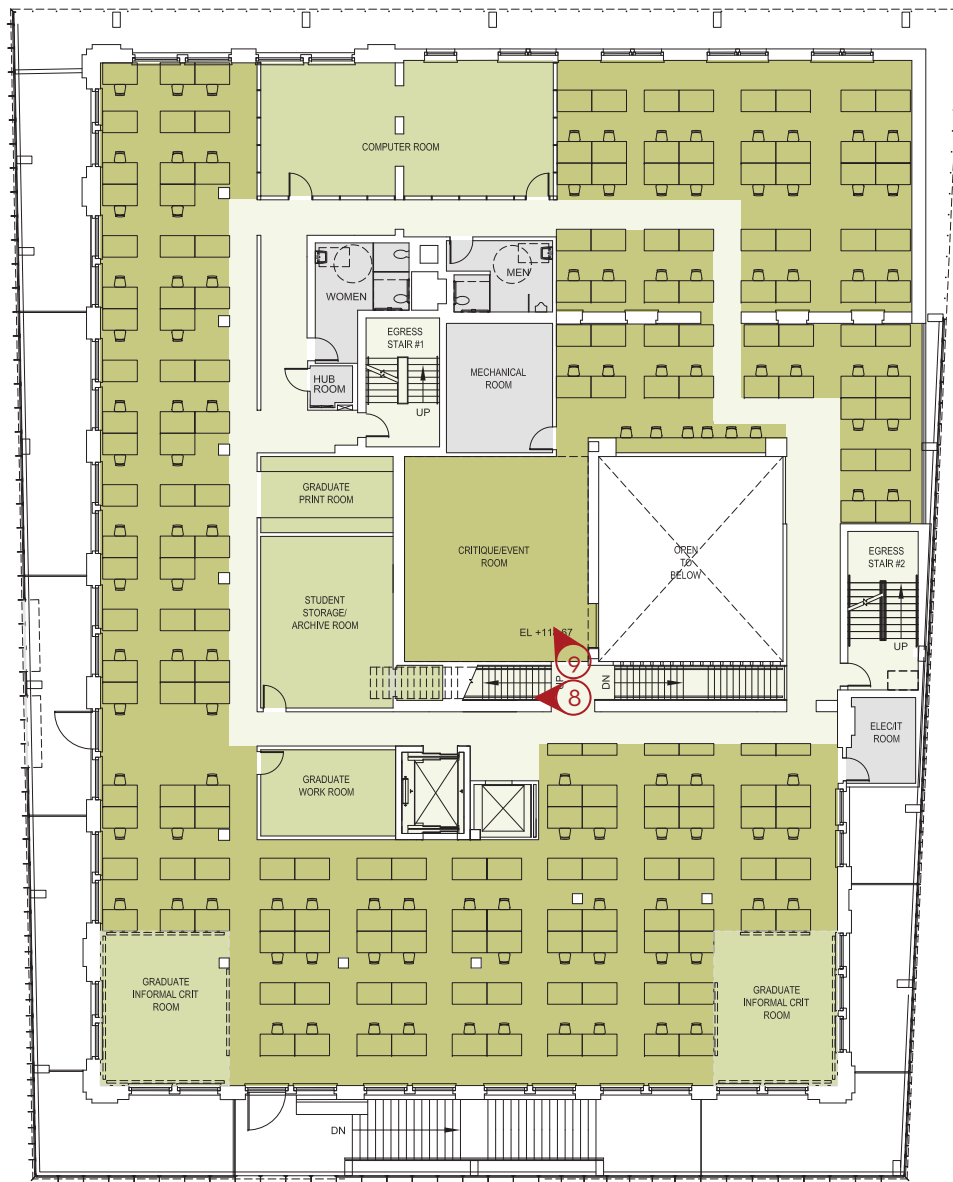 COMPUTER ROOM
WOMEN
MEN
EGRESS
STAIR #1
UP
HUB
ROOM
MECHANICAL
ROOM
GRADUATE
PRINT ROOM
CRITIQUE/EVENT
ROOM
OPEN
TO
BELOW
EGRESS
STAIR #2
UP
STUDENT
STORAGE/
ARCHIVE ROOM
9
UP
DN
8
ELEC/IT
ROOM
GRADUATE
WORK ROOM
GRADUATE
INFORMAL CRIT
ROOM
GRADUATE
INFORMAL CRIT
ROOM
DN